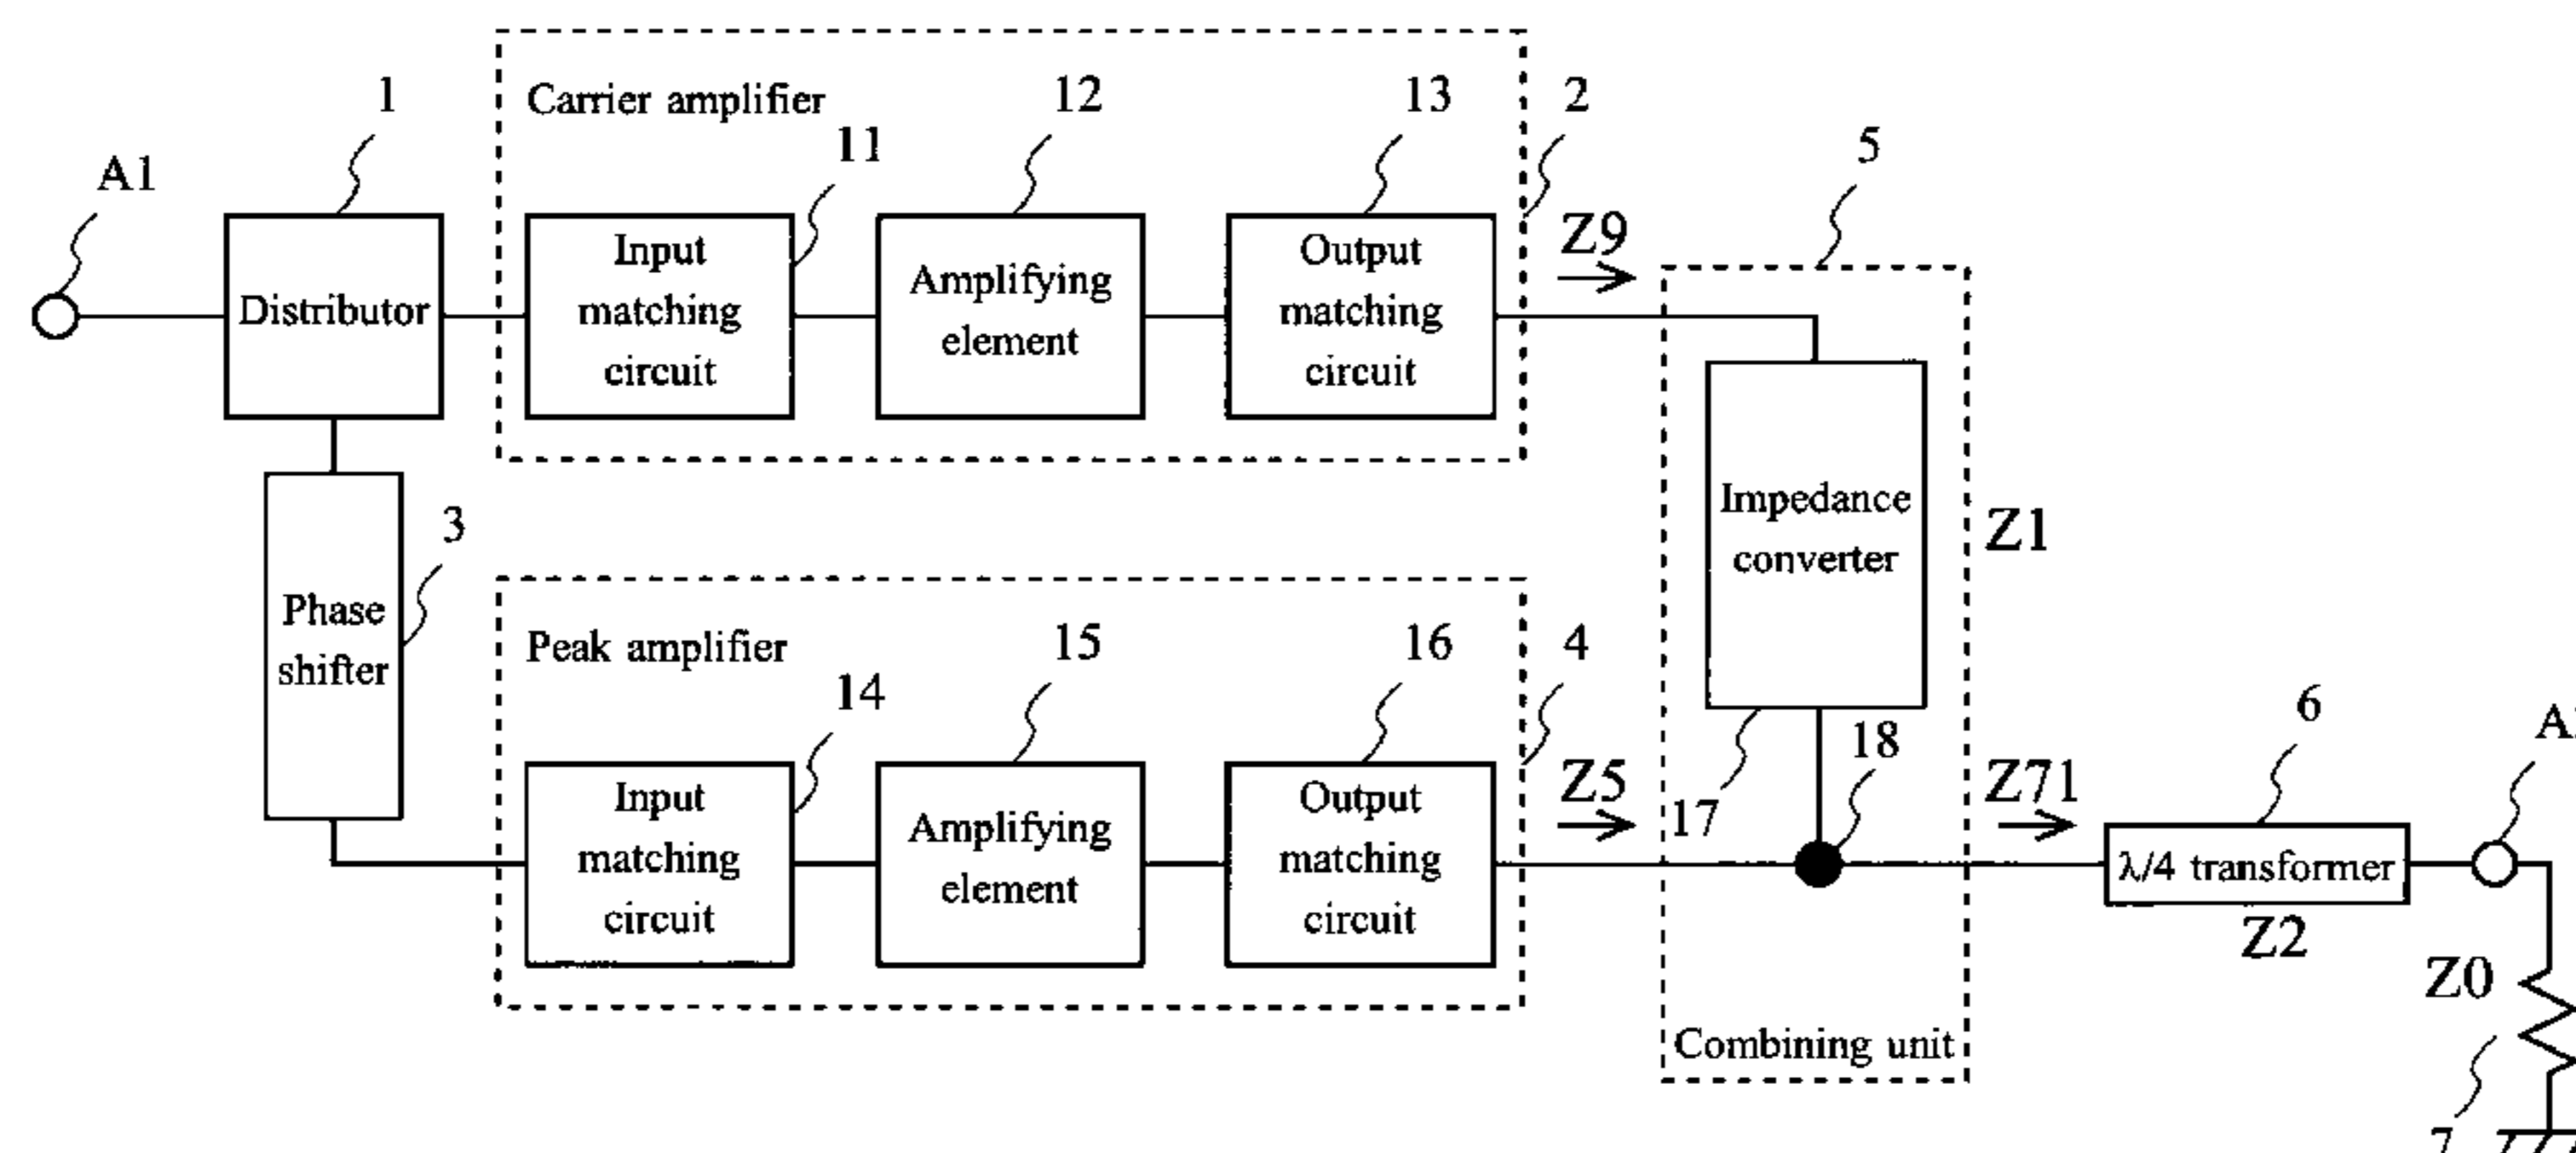 Carrier amplifier
1
12
13
2
A1
11
5
Z9
Distributor
Input
matching
circuit
Amplifying
element
Output
matching
circuit
Impedance
converter
Z1
3
Phase
shifter
Peak amplifier
14
15
16
4
Z5
17
18
Z71
6
Input
matching
circuit
Amplifying
element
Output
matching
circuit
λ/4 transformer
Z2
Z0
Combining unit
7